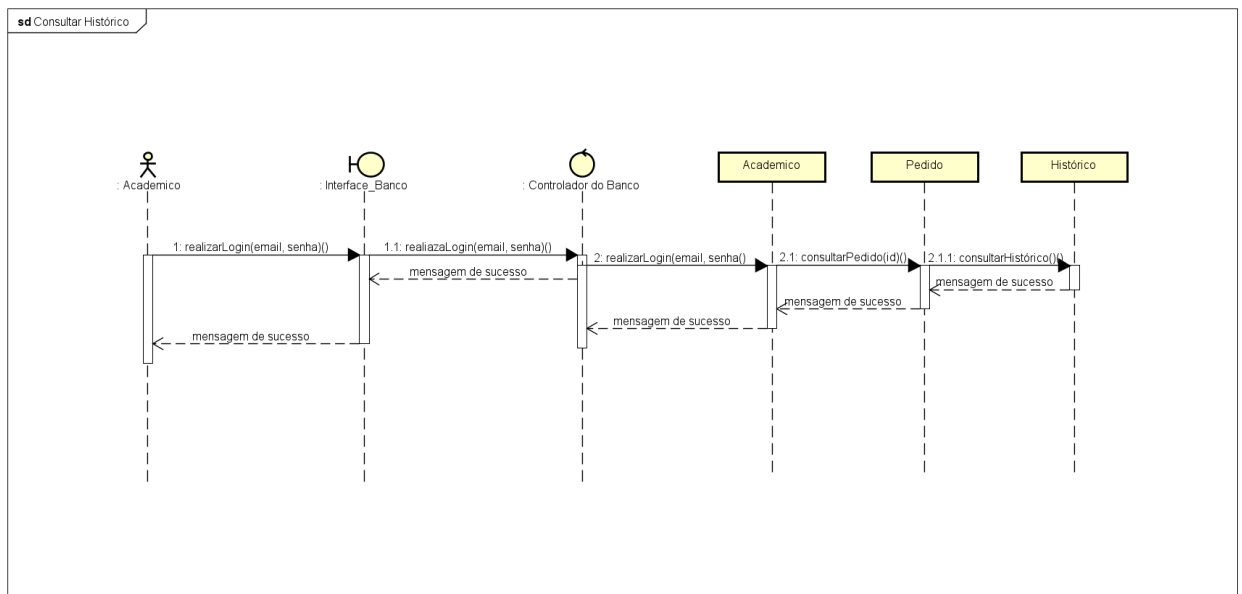 sd Consultar Histórico
: Academico
: Interface_Banco
: Controlador do Banco
Academico
Pedido
Histórico
1: realizarLogin(email, senha)()
1.1: realiazaLogin(email, senha)()
2: realizarLogin(email, senha()
2.1: consultarPedido(id)()
2.1.1: consultarHistórico()()
mensagem de sucesso
mensagem de sucesso
mensagem de sucesso
mensagem de sucesso
mensagem de sucesso